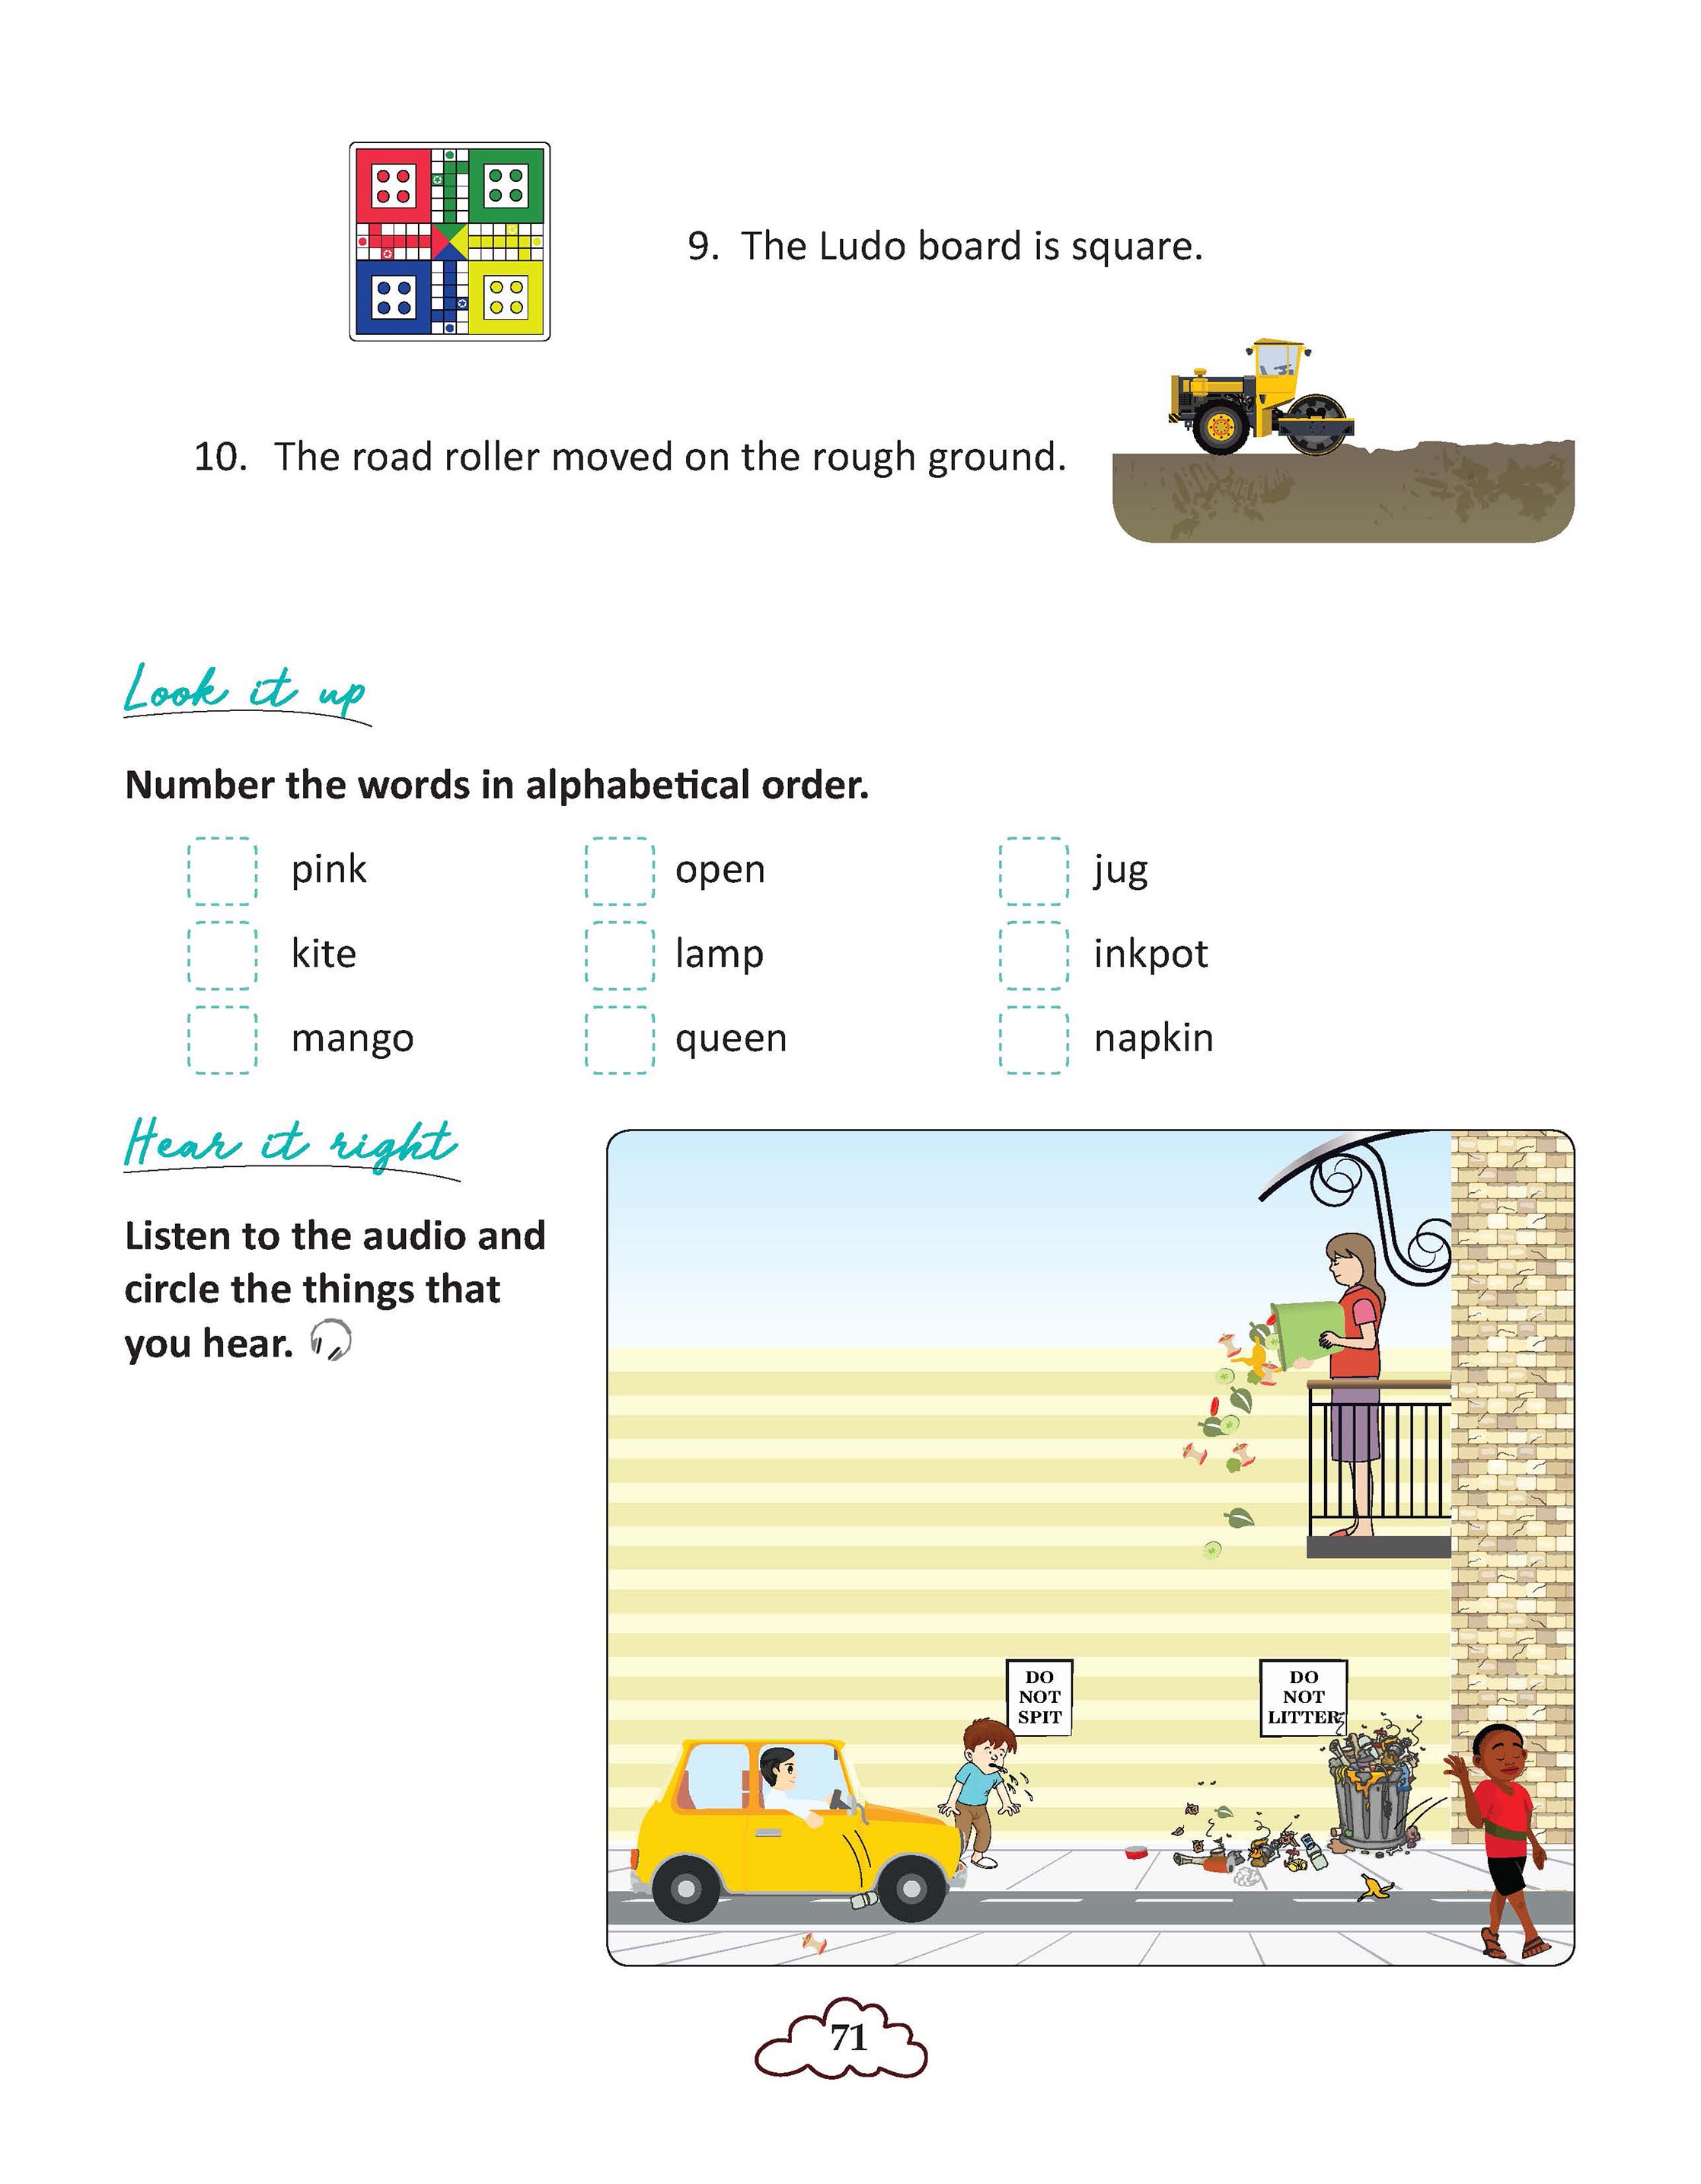 9. The Ludo board is square.
10. The road roller moved on the rough ground.
Look it up
Number the words in alphabetical order.
pink open jug
kite lamp inkpot
mango queen napkin
Hear it right
Listen to the audio and
circle the things that
you hear.
DO
NOT
SPIT
DO
NOT
LITTER
71